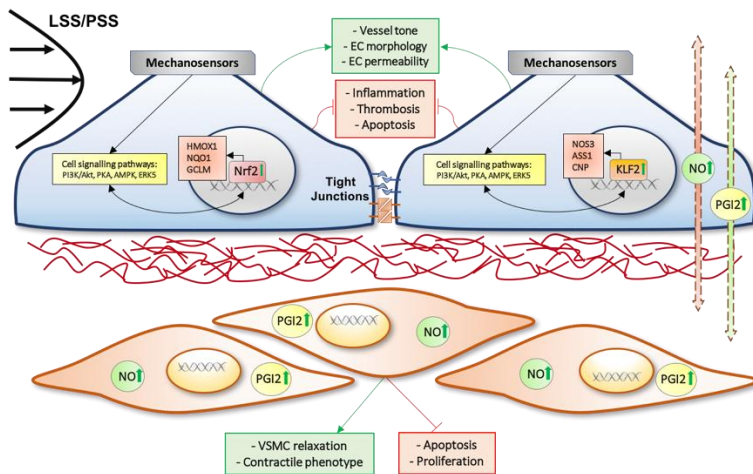 LSS/PSS
Mechanosensors
- Vessel tone
- EC morphology
- EC permeability
- Inflammation
- Thrombosis
- Apoptosis
Mechanosensors
HMOX1
NQO1
GCLM
Nrf2
Cell signalling pathways:
PI3K/Akt, PKA, AMPK, ERK5
Tight
Junctions
Cell signalling pathways:
PI3K/Akt, PKA, AMPK, ERK5
NOS3
ASS1
CNP
KLF2
NO
PGI2
PGI2
NO
NO
PGI2
NO
PGI2
- VSMC relaxation
- Contractile phenotype
- Apoptosis
- Proliferation